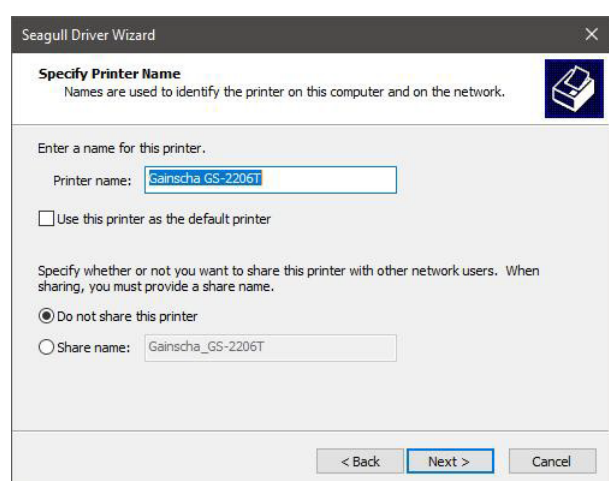 Seagull Driver Wizard
Specify Printer Name
Names are used to identify the printer on this computer and on the network.
Enter a name for this printer.
Printer name: Gainscha GS-2206T
Use this printer as the default printer
Specify whether or not you want to share this printer with other network users. When
sharing, you must provide a share name.
Do not share this printer
Share name: Gainscha_GS-2206T
< Back Next > Cancel